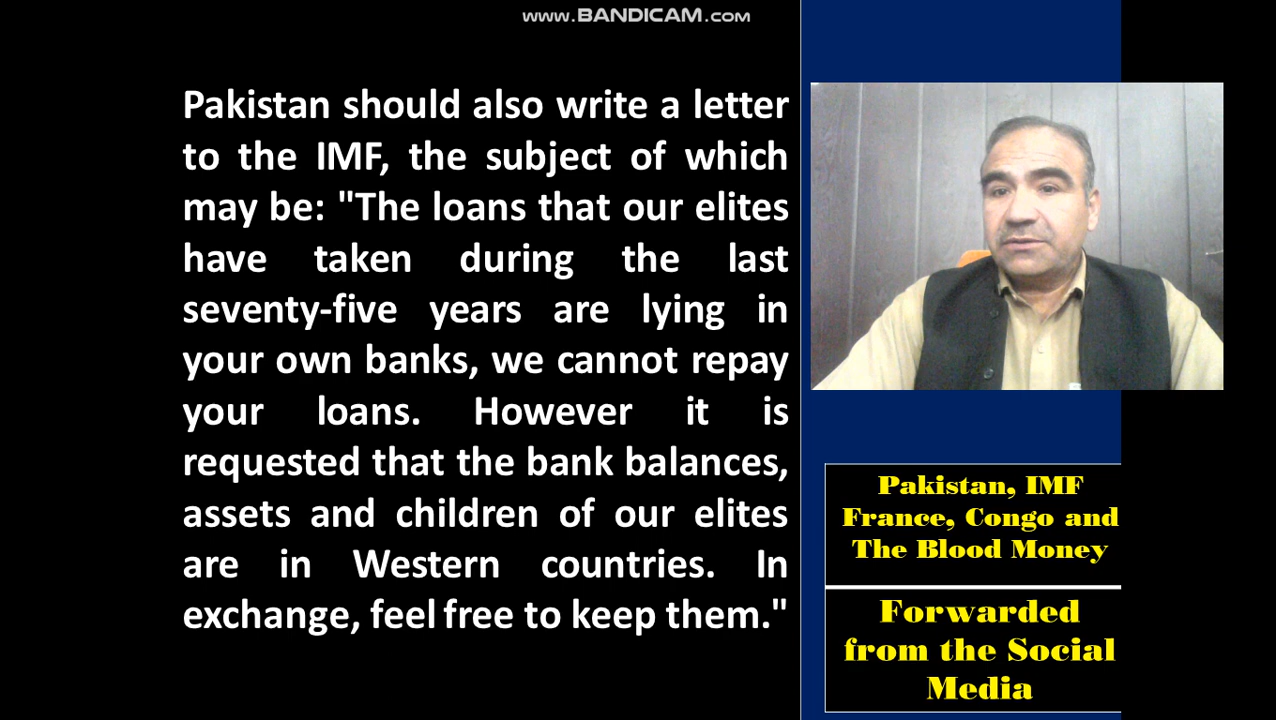 www.BANDICAM.com
Pakistan should also write a letter
to the IMF, the subject of which
may be: "The loans that our elites
have taken during the last
seventy-five years are lying in
your own banks, we cannot repay
your loans. However it is
requested that the bank balances,
assets and children of our elites
are in Western countries. In
exchange, feel free to keep them."
Pakistan, IMF
France, Congo and
The Blood Money
Forwarded
from the Social
Media